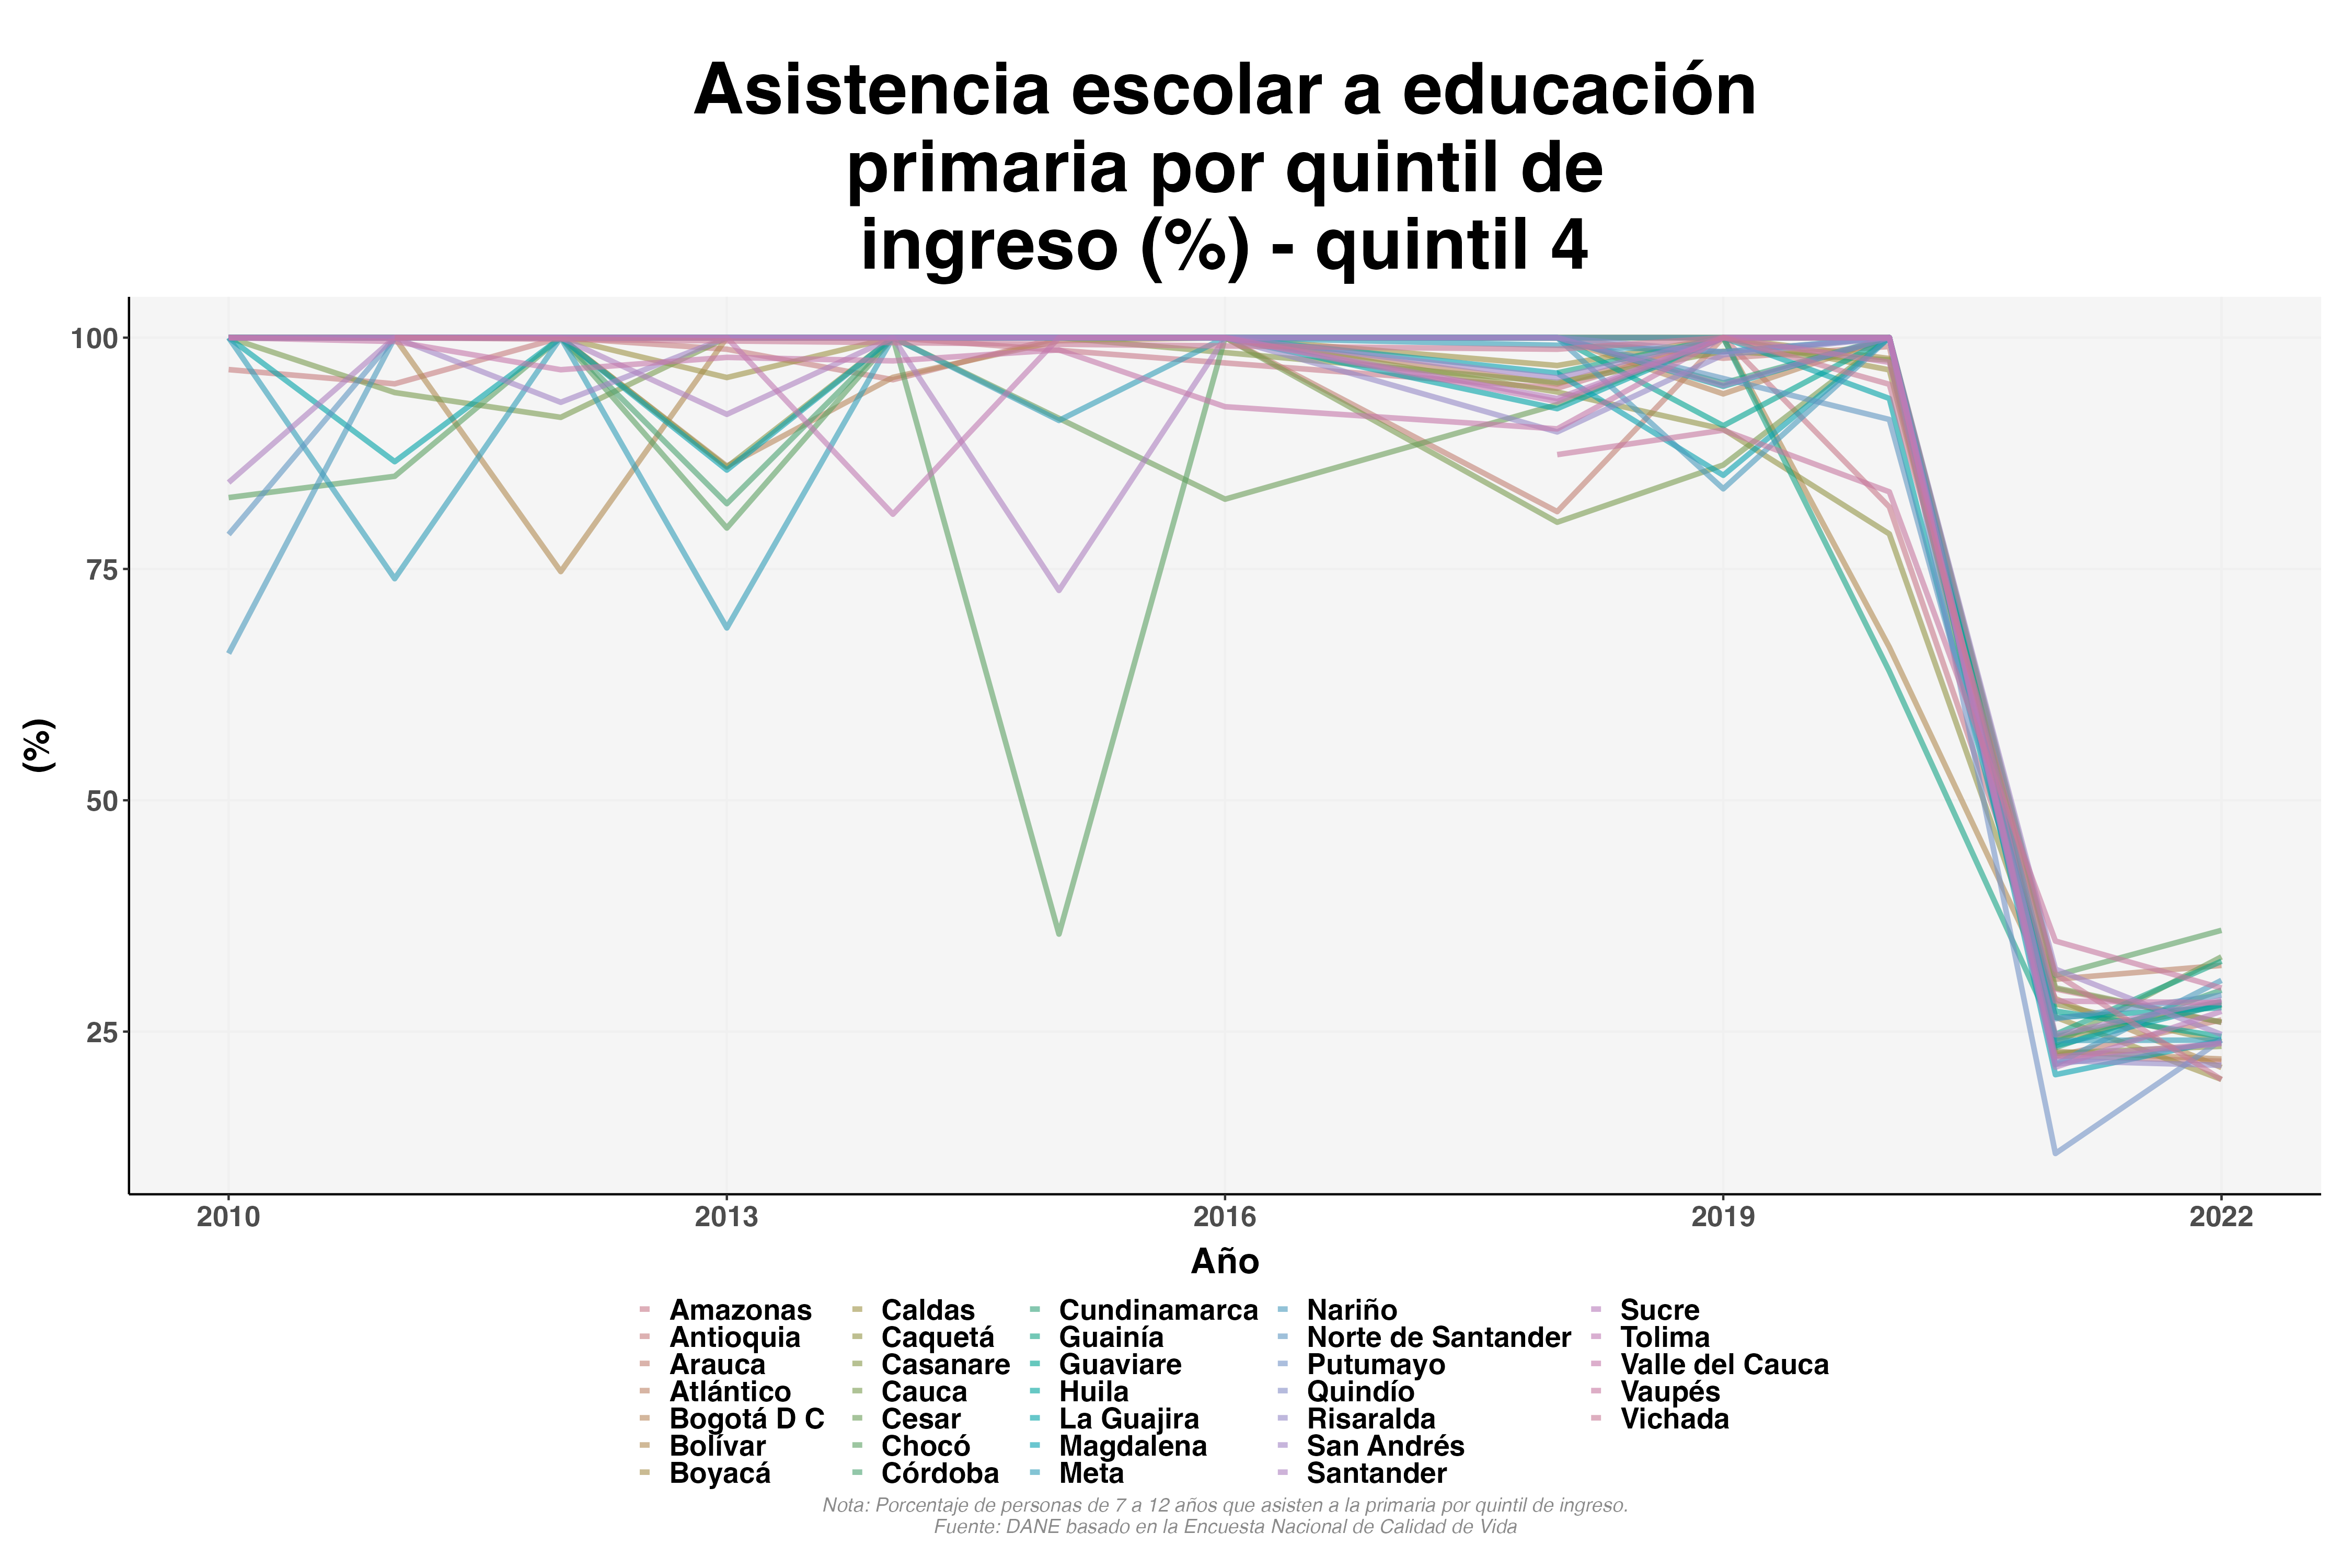 Asistencia escolar a educación
primaria por quintil de
ingreso (%) - quintil 4
100
75
50
25
(%)
2010
2013
2016
2019
2022
Año
Amazonas
Antioquia
Arauca
Atlántico
Bogotá D C
Bolívar
Boyacá
Caldas
Caquetá
Casanare
Cauca
Cesar
Chocó
Córdoba
Cundinamarca
Guainía
Guaviare
Huila
La Guajira
Magdalena
Meta
Nariño
Norte de Santander
Putumayo
Quindío
Risaralda
San Andrés
Santander
Sucre
Tolima
Valle del Cauca
Vaupés
Vichada
Nota: Porcentaje de personas de 7 a 12 años que asisten a la primaria por quintil de ingreso.
Fuente: DANE basado en la Encuesta Nacional de Calidad de Vida